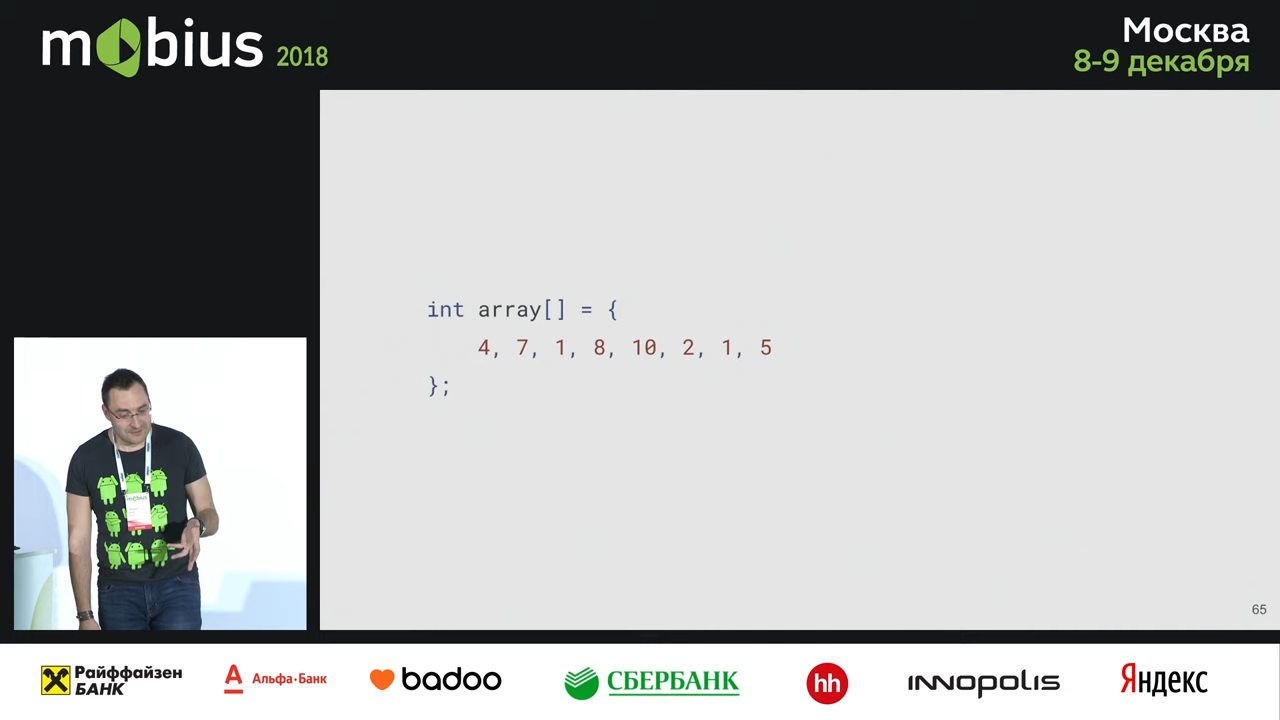 mobius 2018
Москва
8-9 декабря
int array[] = {
4, 7, 1, 8, 10, 2, 1, 5
};
mobius
65
Райффайзен
БАНК
А
Альфа·Банк
badoo
СБЕРБАНК
hh
INNOPOLIS
Яндекс